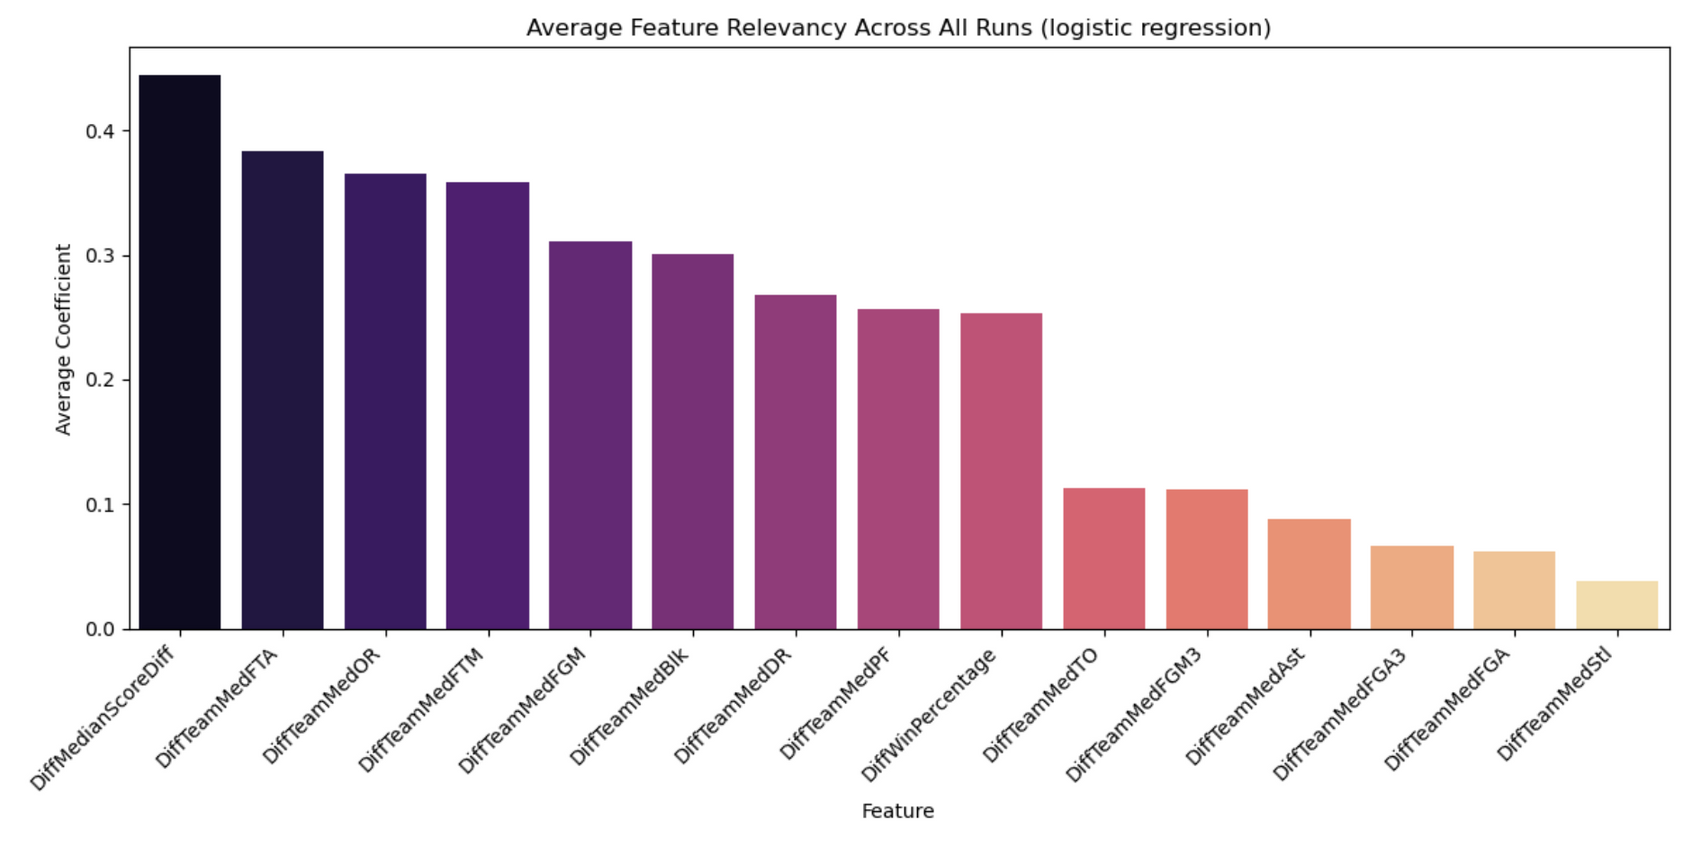 Average Feature Relevancy Across All Runs (logistic regression)
Average Coefficient
0.4
0.3
0.2
0.1
0.0
DiffMedianScoreDiff
DiffTeamMedFTA
DiffTeamMedOR
DiffTeamMedFTM
DiffTeamMedFGM
DiffTeamMedBlk
DiffTeamMedDR
DiffTeamMedPF
DiffWinPercentage
DiffTeamMedTO
DiffTeamMedFGM3
DiffTeamMedAst
DiffTeamMedFGA3
DiffTeamMedFGA
DiffTeamMedStl
Feature